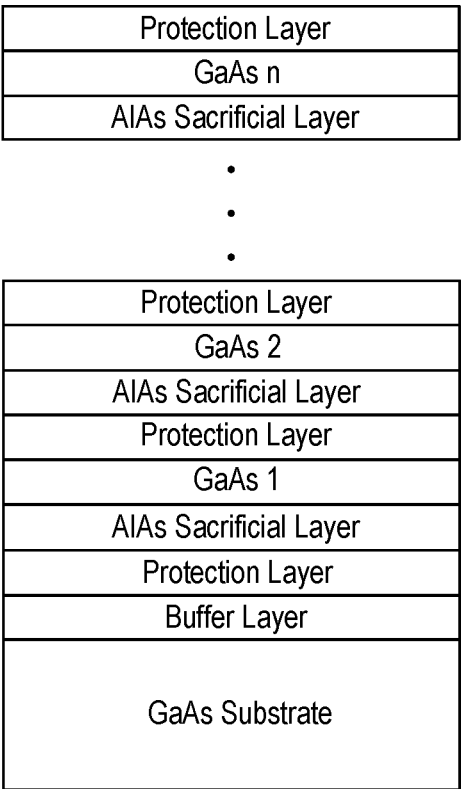 Protection Layer
GaAs n
AlAs Sacrificial Layer
Protection Layer
GaAs 2
AlAs Sacrificial Layer
Protection Layer
GaAs 1
AlAs Sacrificial Layer
Protection Layer
Buffer Layer
GaAs Substrate